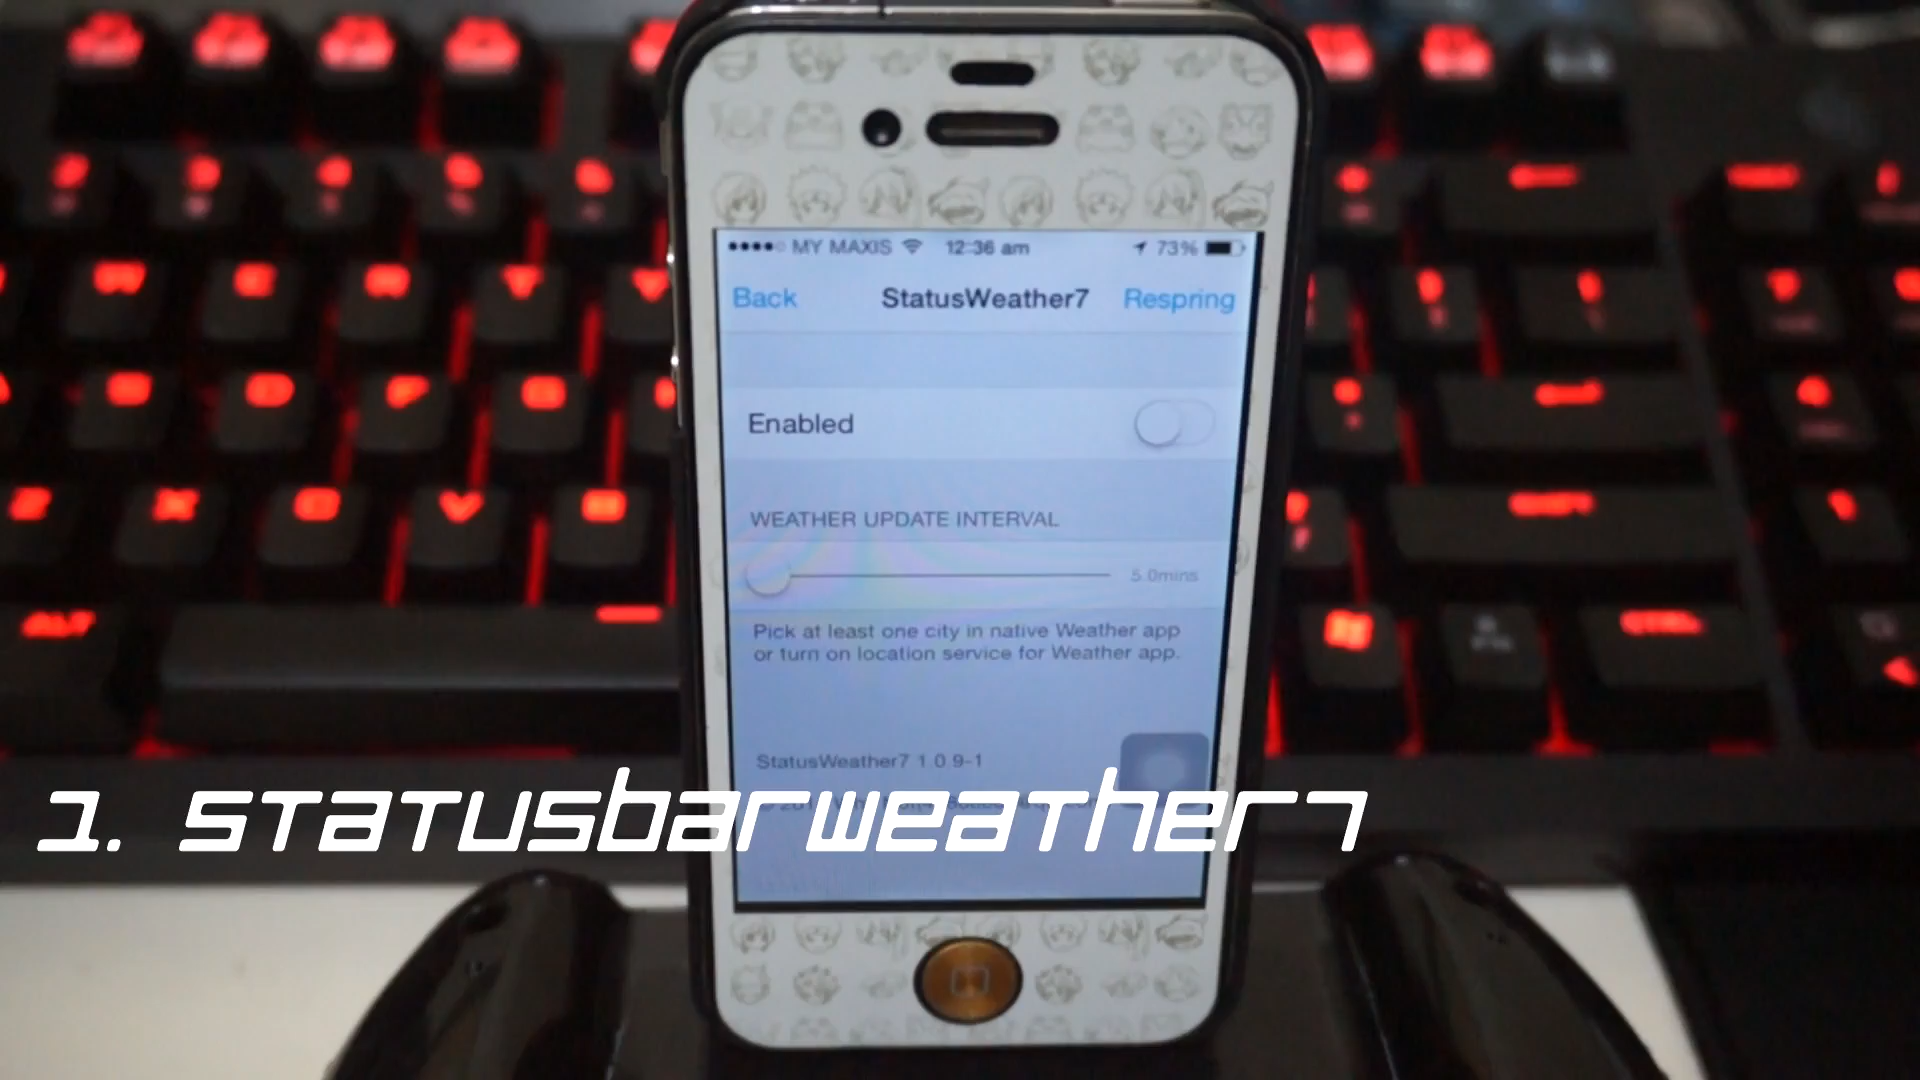 MY MAXIS 12:36 am 73%
Back StatusWeather7 Respring
Enabled
WEATHER UPDATE INTERVAL
5.0mins
Pick at least one city in native Weather app
or turn on location service for Weather app.
StatusWeather7 1.0.9-1
1. statusbarweather7
ALT
CTRL